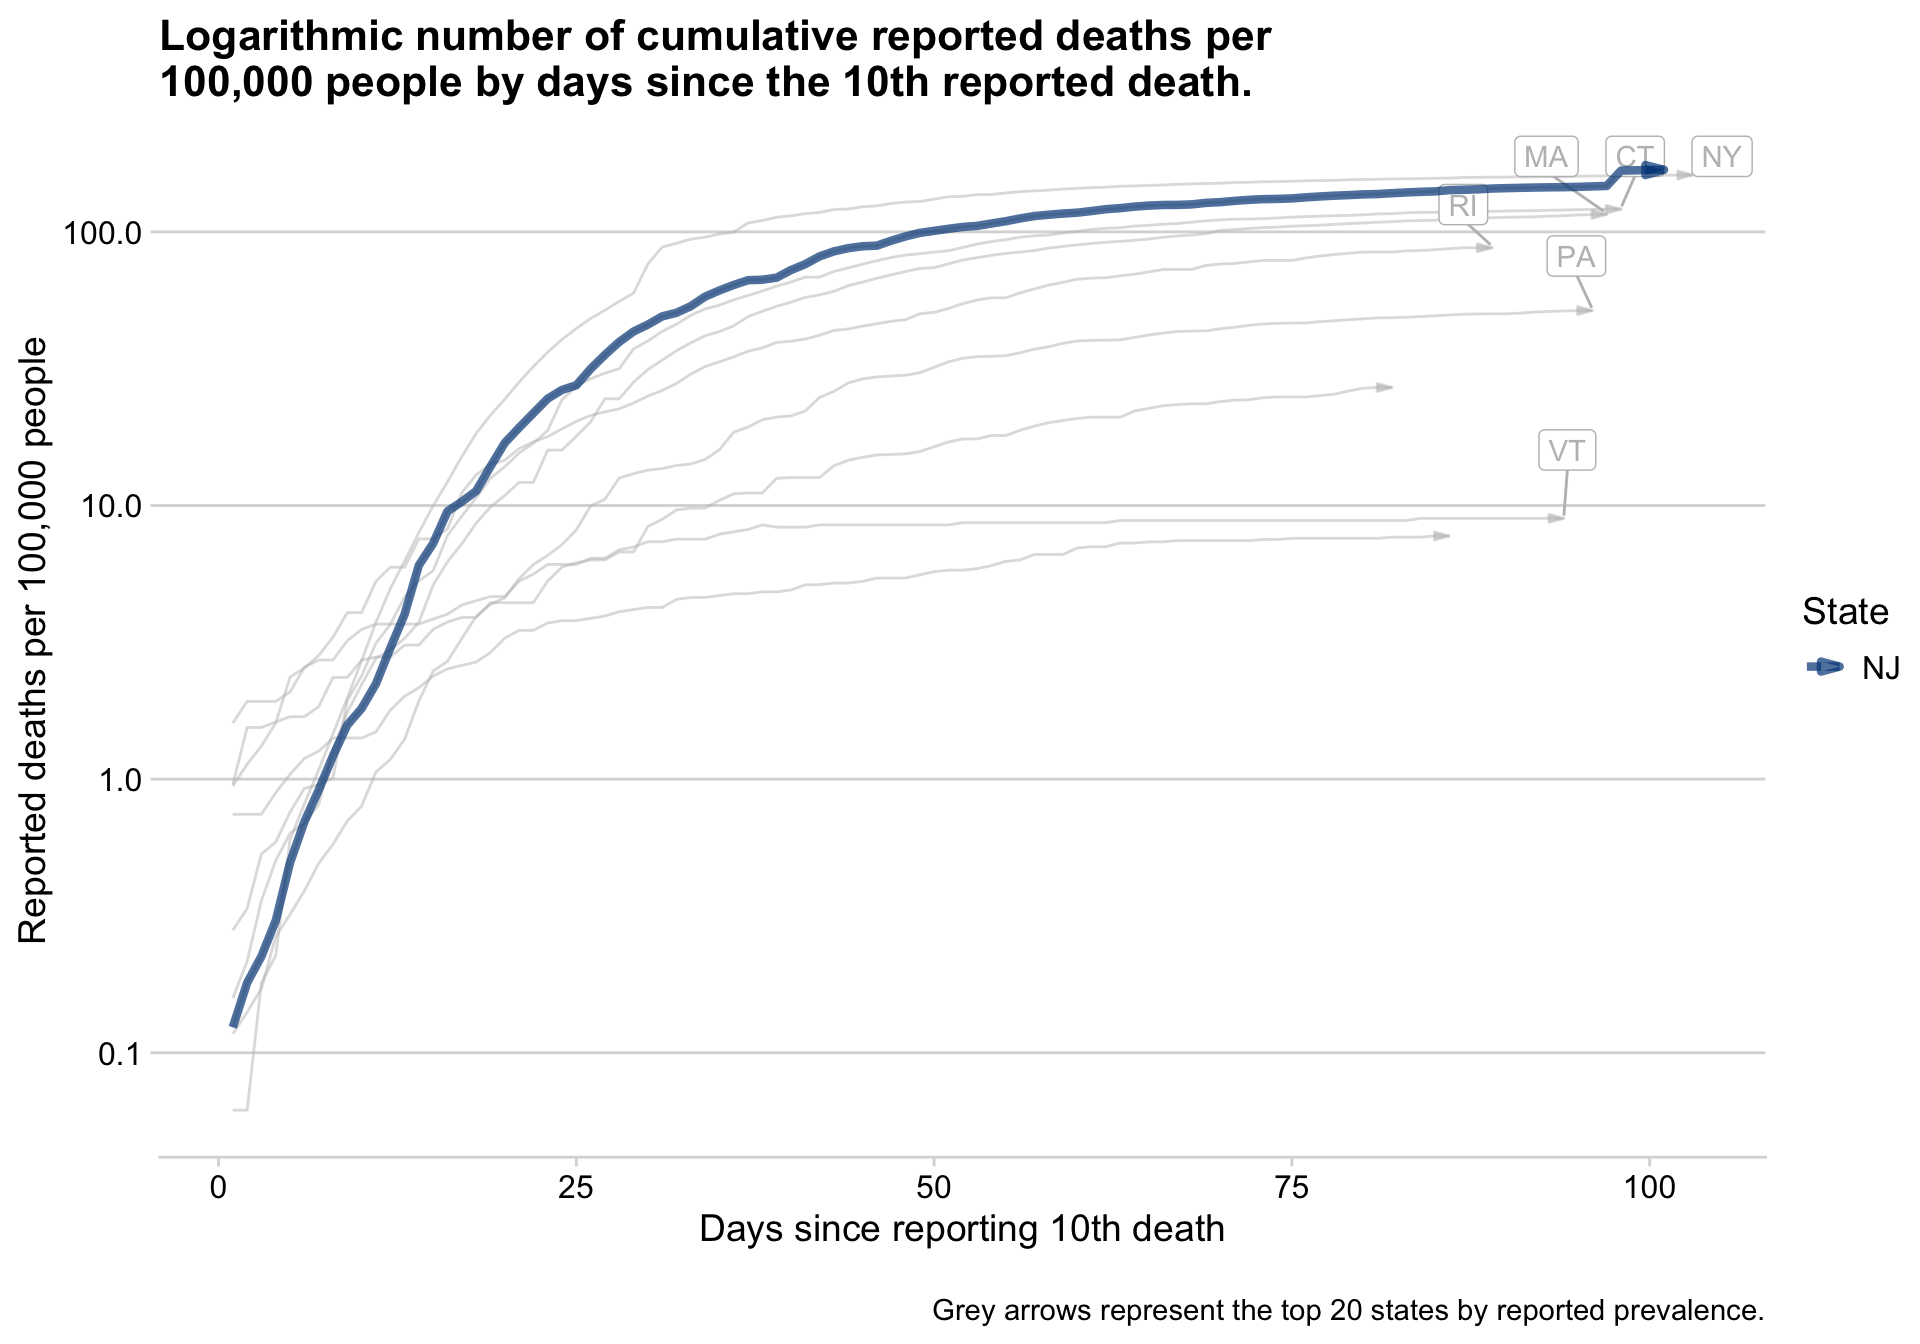 Logarithmic number of cumulative reported deaths per
100,000 people by days since the 10th reported death.
Reported deaths per 100,000 people
100.0
10.0
1.0
0.1
MA
CT
NY
RI
PA
VT
State
NJ
0
25
50
75
100
Days since reporting 10th death
Grey arrows represent the top 20 states by reported prevalence.